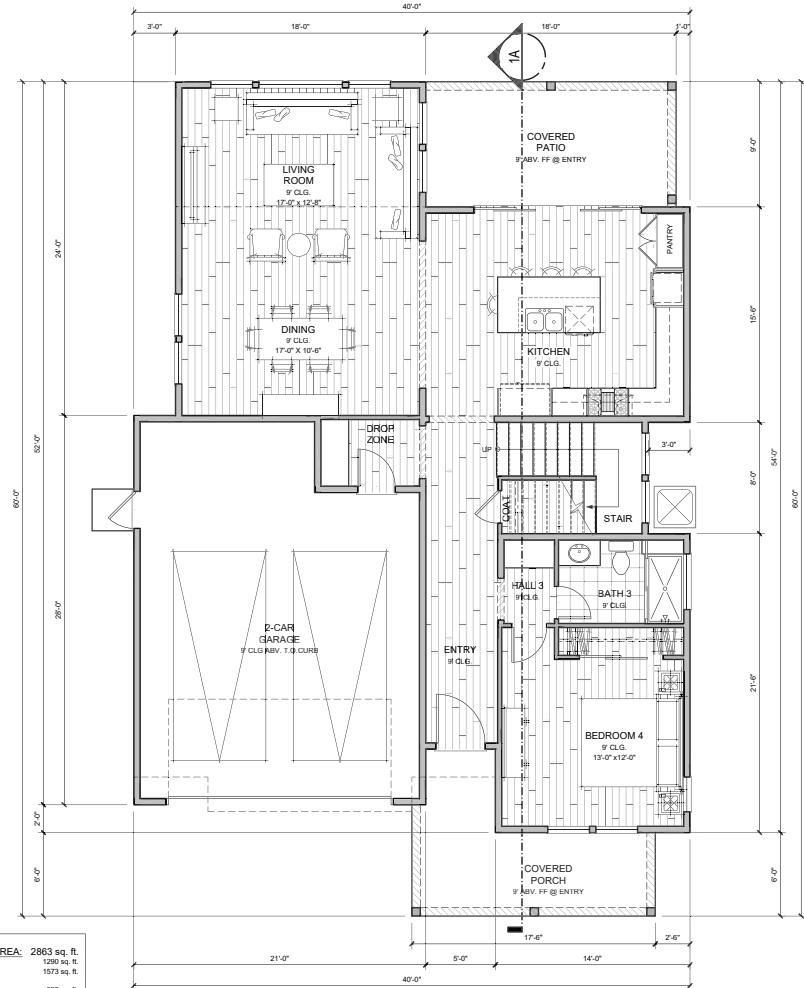 40'-0"
3'-0"
18'-0"
18'-0"
1'-0"
1A
COVERED
PATIO
9' ABV. FF @ ENTRY
9'-0"
LIVING
ROOM
9' CLG.
17'-0" x 12'-8"
PANTRY
24'-0"
15'-6"
DINING
9' CLG.
17'-0" X 10'-6"
KITCHEN
9' CLG.
DROP
ZONE
UP
3'-0"
52'-0"
54'-0"
8'-0"
60'-0"
60'-0"
COAT
STAIR
HALL 3
9' CLG.
BATH 3
9' CLG.
28'-0"
2-CAR
GARAGE
9' CLG ABV. T.O.CURB
ENTRY
9' CLG.
21'-6"
BEDROOM 4
9' CLG.
13'-0" x12'-0"
2'-0"
6'-0"
6'-0"
COVERED
PORCH
9' ABV. FF @ ENTRY
17'-6"
2'-6"
21'-0"
5'-0"
14'-0"
40'-0"
REA: 2863 sq. ft.
1290 sq. ft.
1573 sq. ft.